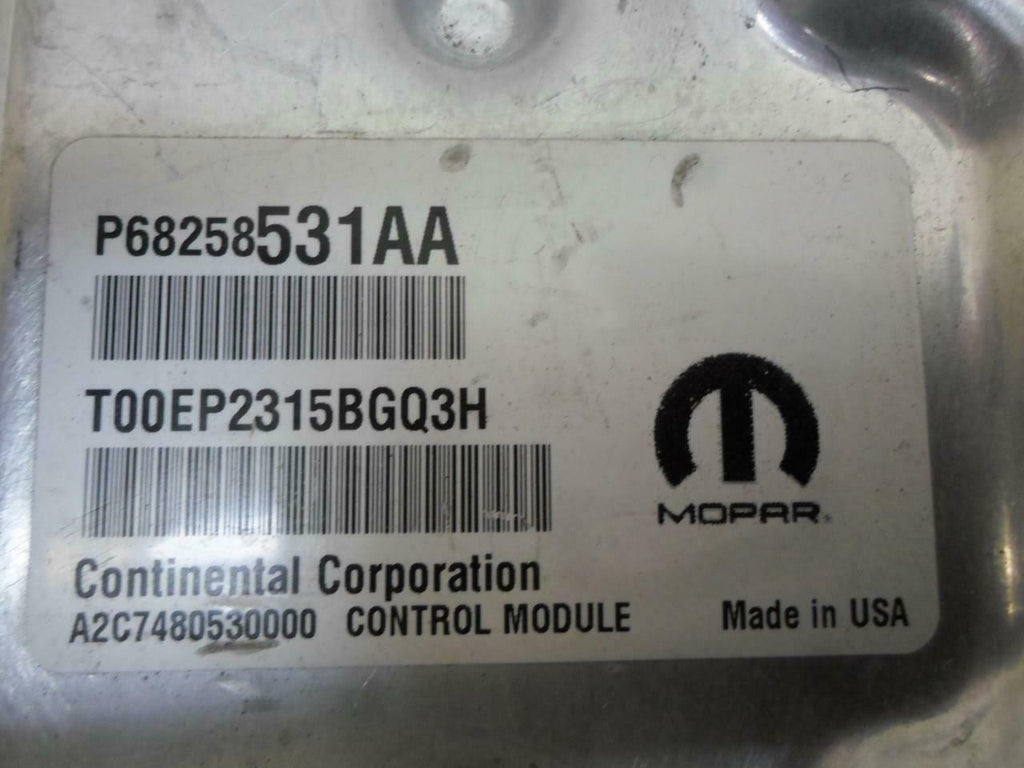 P68258531AA
T00EP2315BGQ3H
MOPAR
Continental Corporation
A2C7480530000 CONTROL MODULE Made in USA